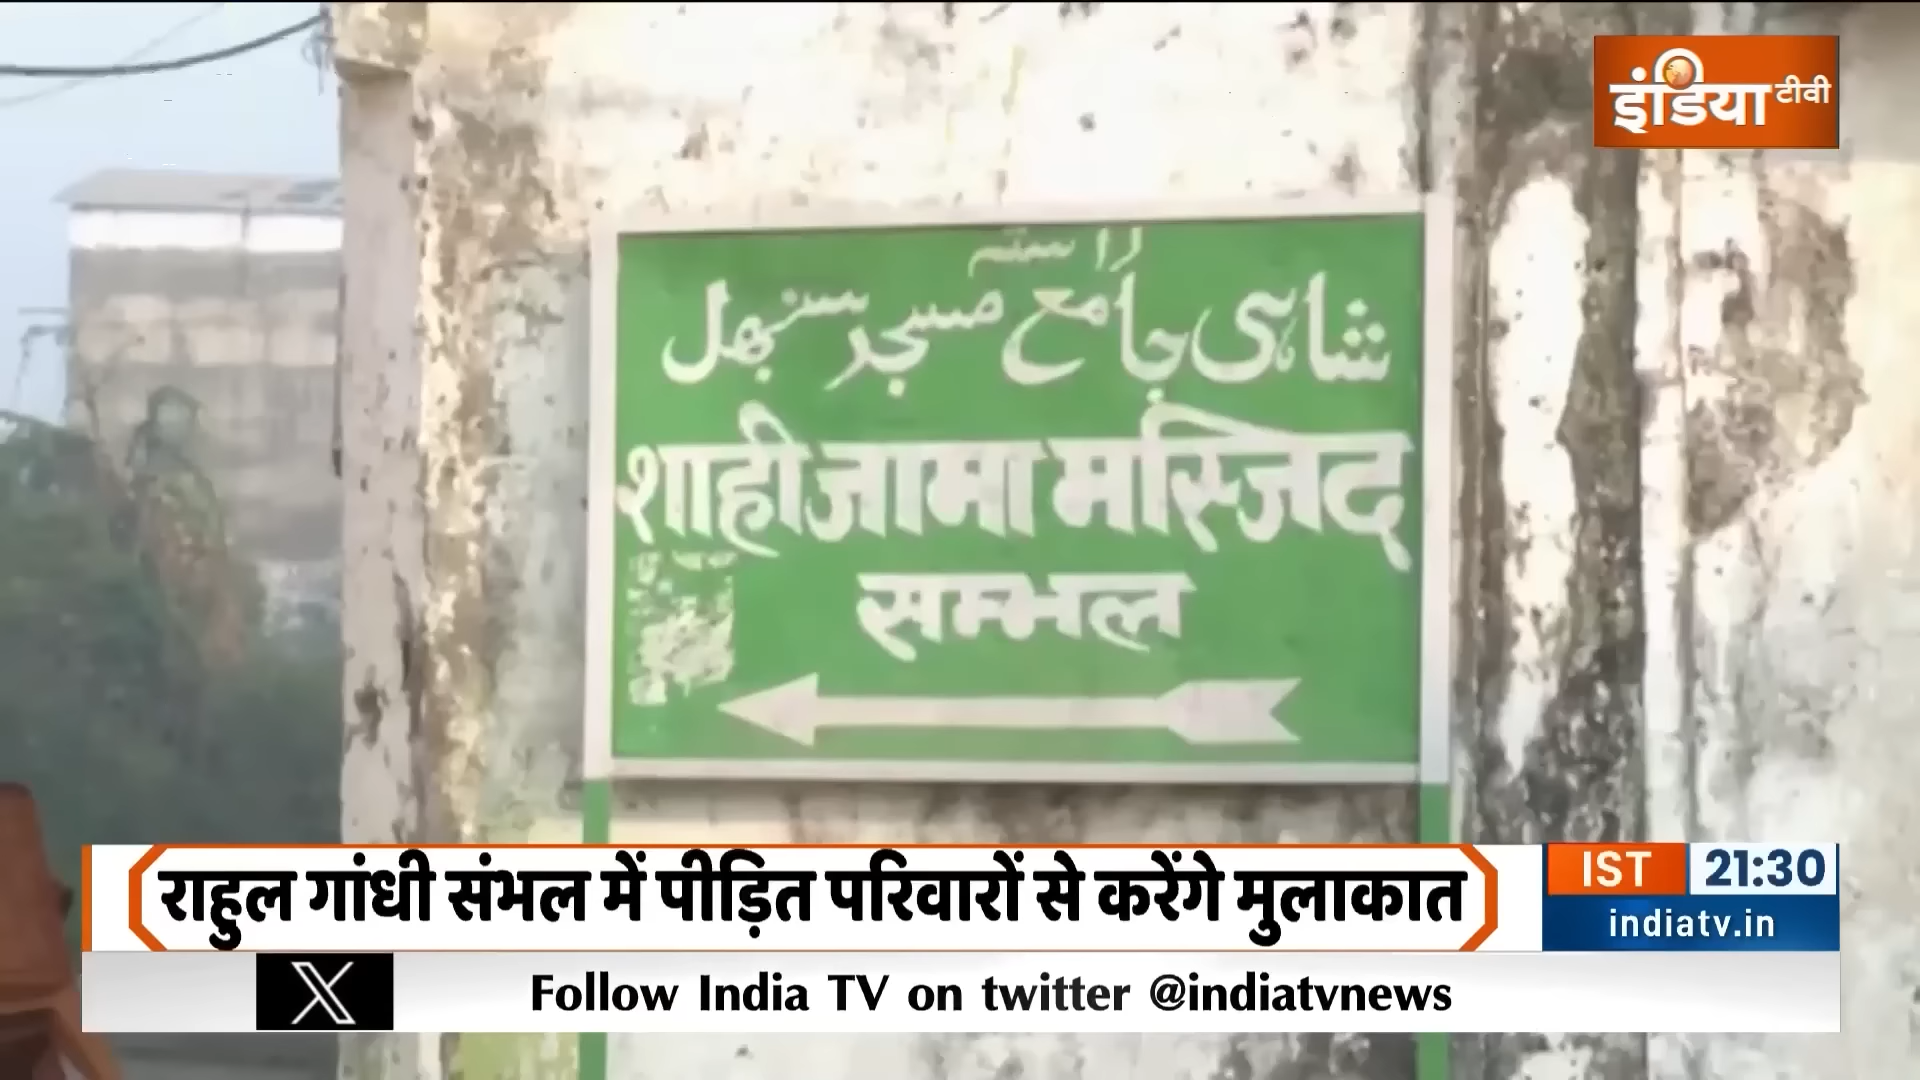 इंडिया टीवी
راستہ
شاہی جامع مسجد سنبھل
शाही जामा मस्जिद
सम्भल
राहुल गांधी संभल में पीड़ित परिवारों से करेंगे मुलाकात
IST 21:30
indiatv.in
X Follow India TV on twitter @indiatvnews